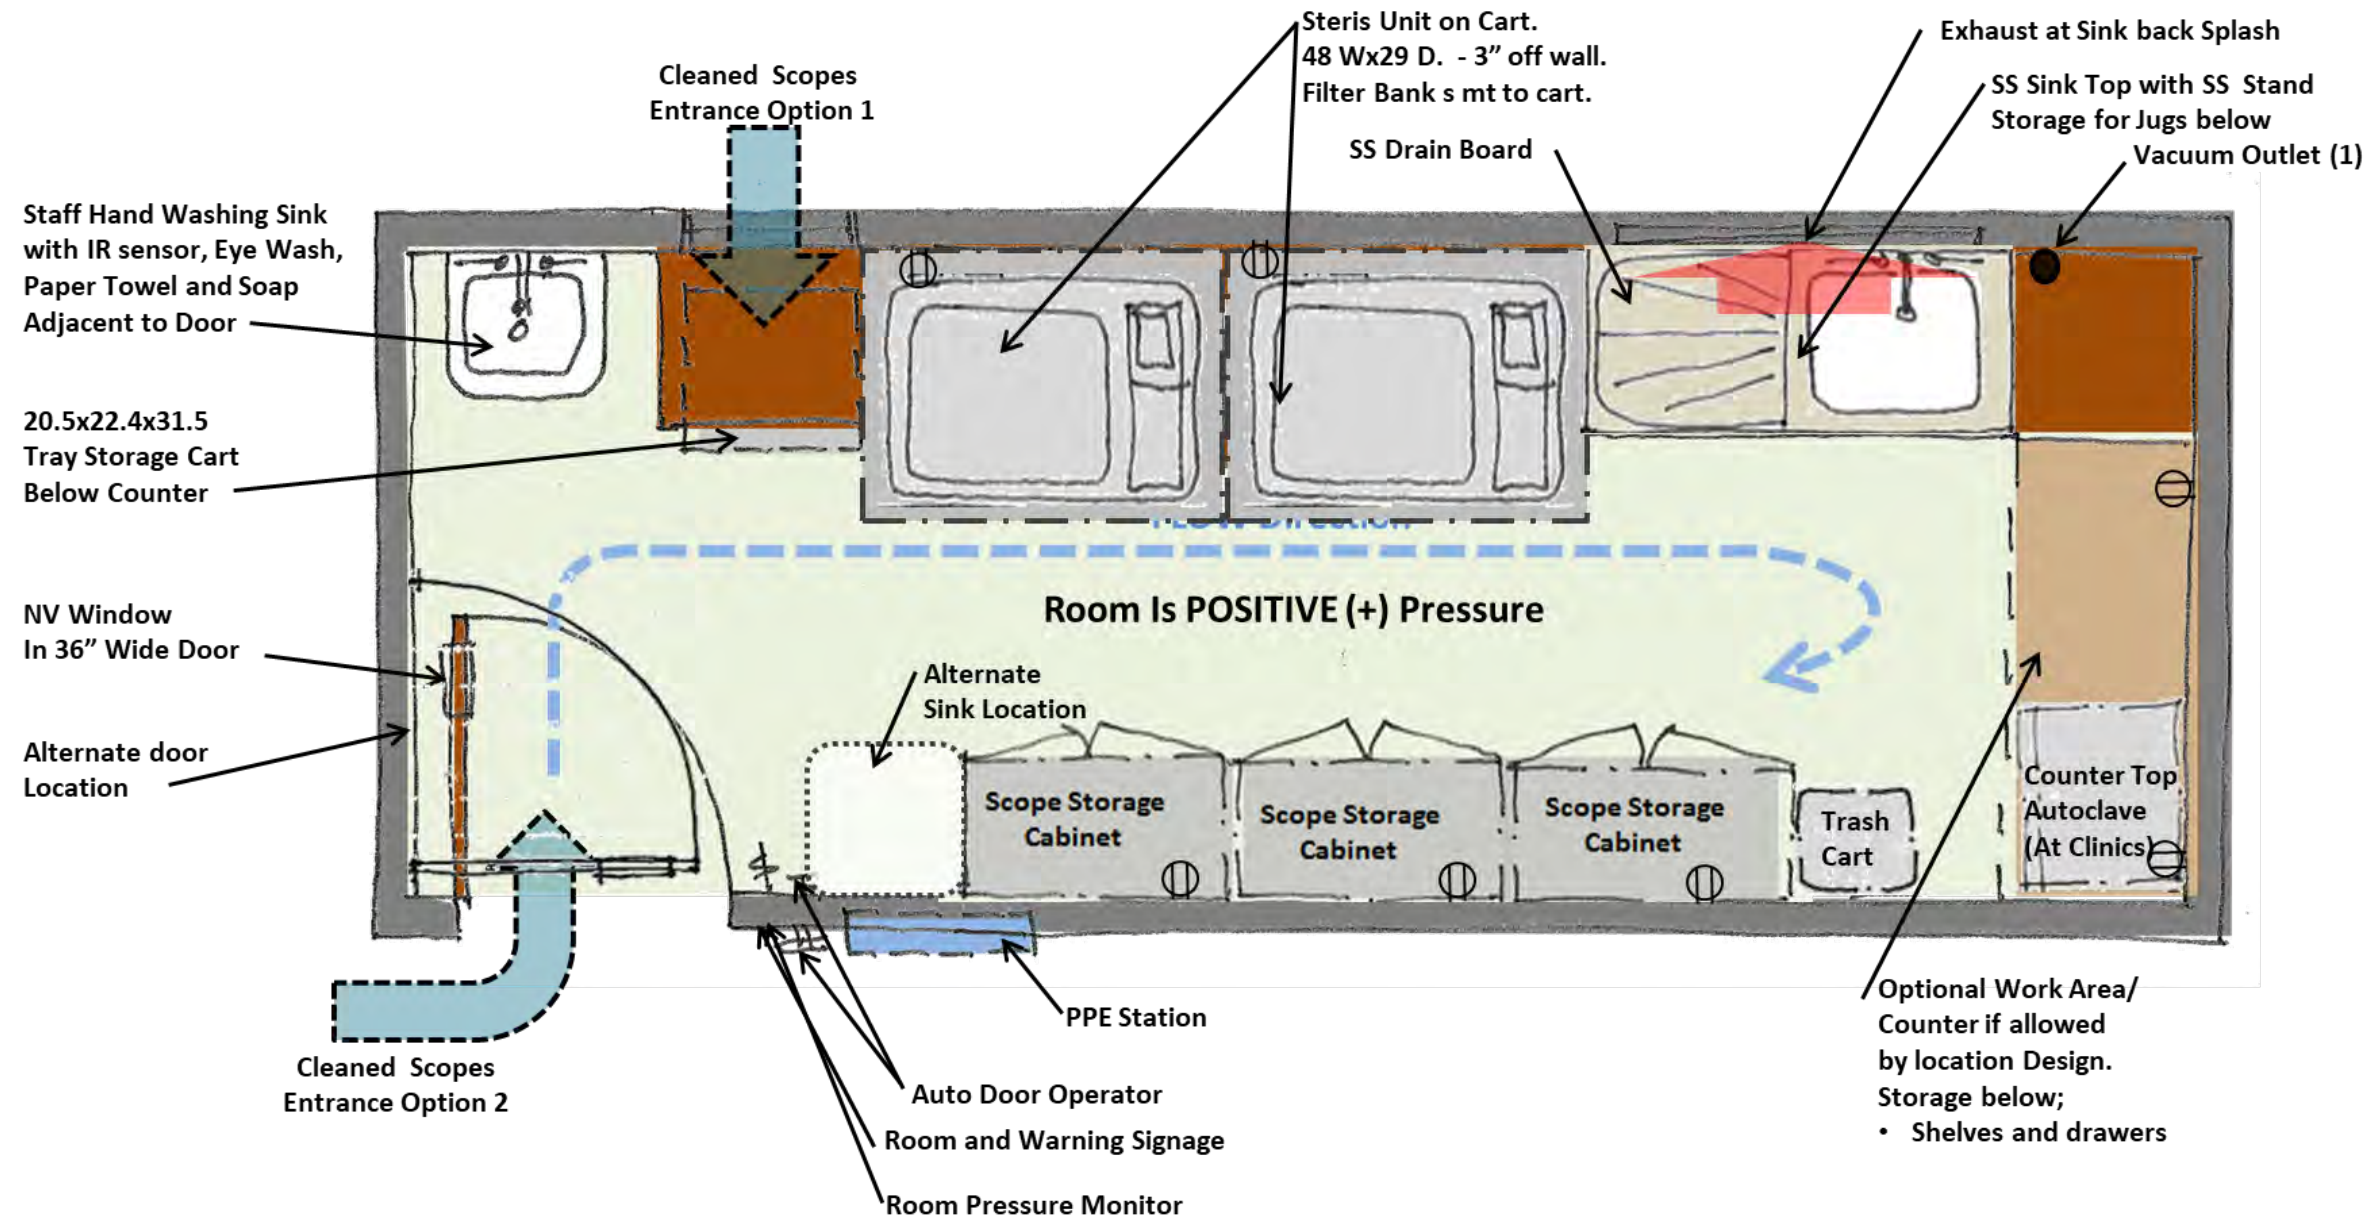 Steris Unit on Cart.
48 Wx29 D.  - 3” off wall.
Filter Bank s mt to cart.
Exhaust at Sink back Splash
SS Sink Top with SS  Stand
Storage for Jugs below
Vacuum Outlet (1)
SS Drain Board
Cleaned  Scopes
Entrance Option 1
Staff Hand Washing Sink
with IR sensor, Eye Wash,
Paper Towel and Soap
Adjacent to Door
20.5x22.4x31.5
Tray Storage Cart
Below Counter
FLOW Direction
Room Is POSITIVE (+) Pressure
NV Window
In 36” Wide Door
Alternate door
Location
Alternate
Sink Location
Scope Storage
Cabinet
Scope Storage
Cabinet
Scope Storage
Cabinet
Trash
Cart
Counter Top
Autoclave
(At Clinics)
PPE Station
Cleaned  Scopes
Entrance Option 2
Auto Door Operator
Room and Warning Signage
Room Pressure Monitor
Optional Work Area/
Counter if allowed
by location Design.
Storage below;
• Shelves and drawers